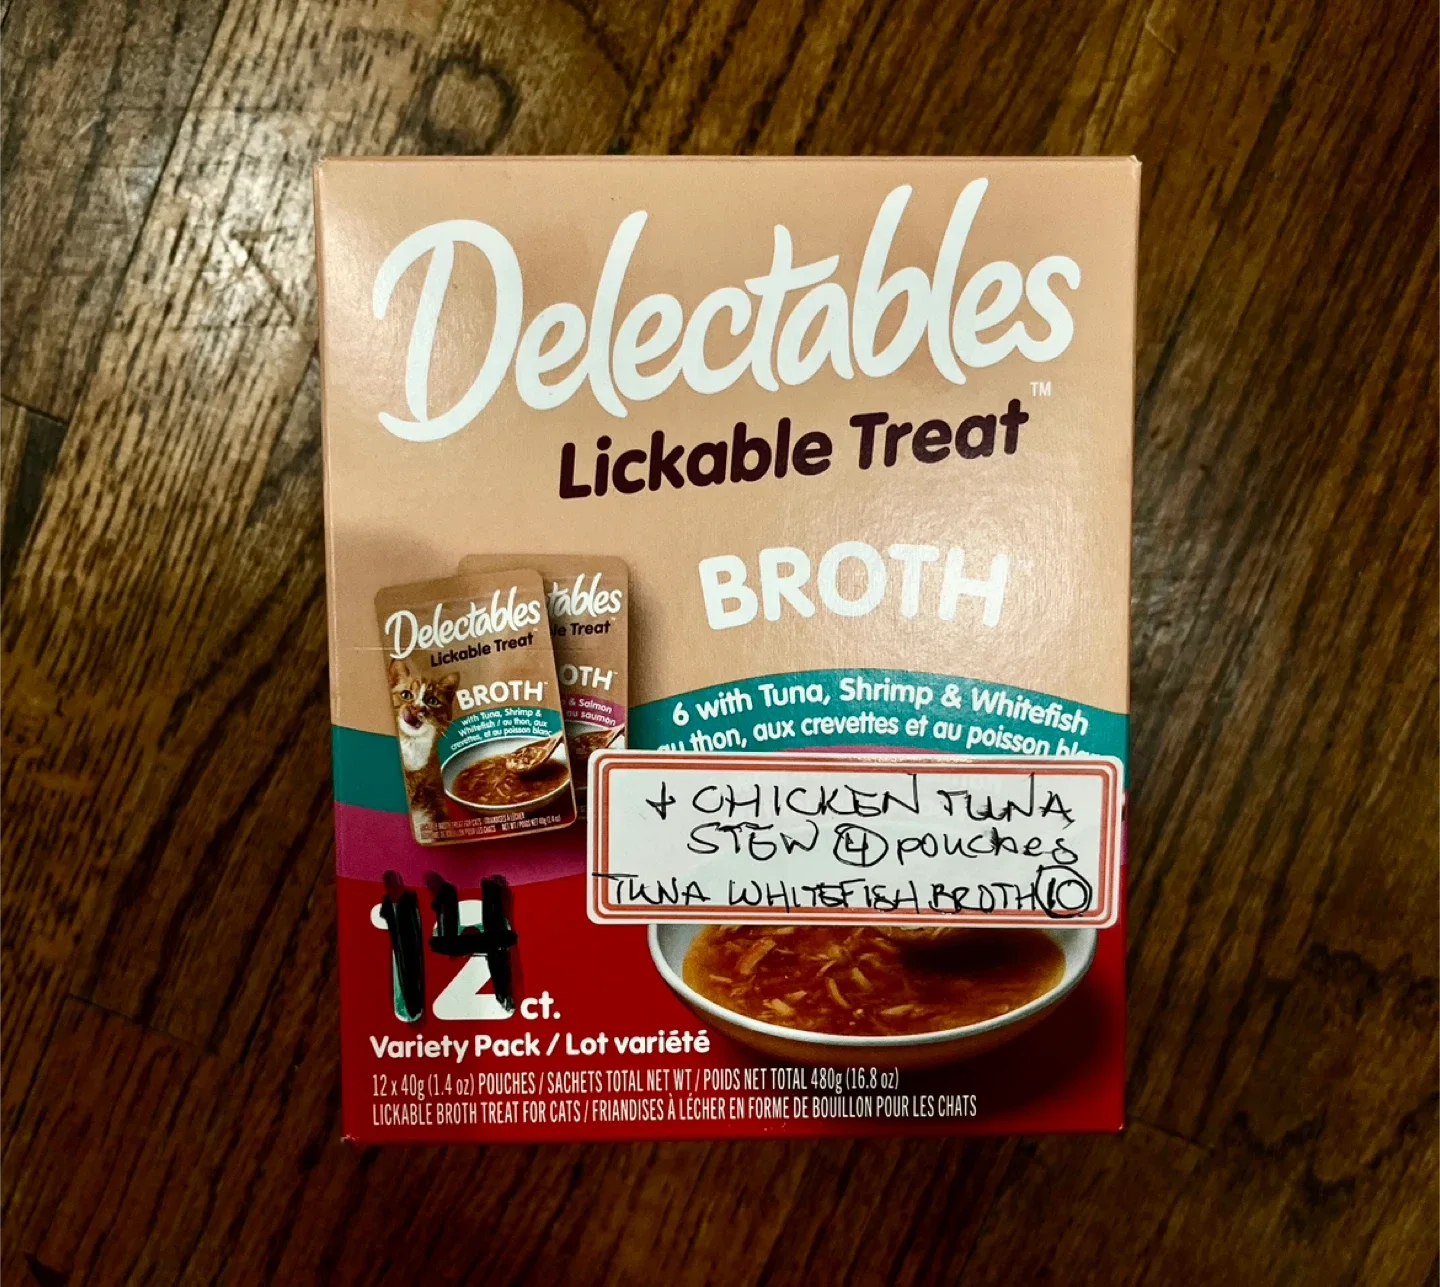 Delectables
TM
Lickable Treat
BROTH
Delectables
Lickable Treat
BROTH
with Tuna, Shrimp &
Whitefish / au thon, aux
crevettes, et au poisson blanc
tables
le Treat
OTH
& Salmon
au saumon
6 with Tuna, Shrimp & Whitefish
au thon, aux crevettes et au poisson
+ CHICKEN TUNA
STEW 4 pouches
TUNA WHITEFISH BROTH 10
14 ct.
Variety Pack / Lot variété
12 x 40g (1.4 oz) POUCHES / SACHETS TOTAL NET WT / POIDS NET TOTAL 480g (16.8 oz)
LICKABLE BROTH TREAT FOR CATS / FRIANDISES À LÉCHER EN FORME DE BOUILLON POUR LES CHATS